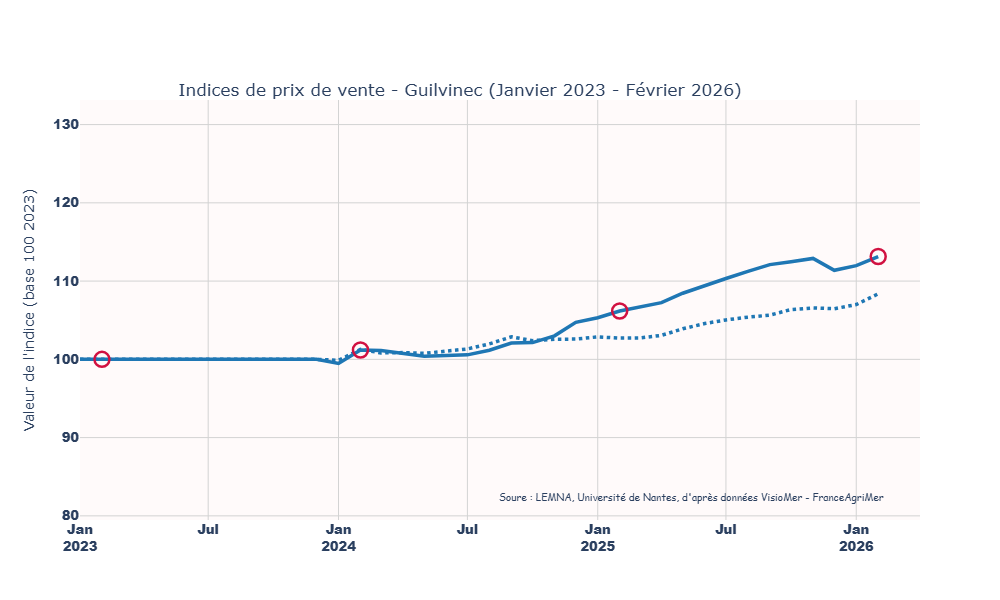 Indices de prix de vente - Guilvinec (Janvier 2023 - Février 2026)
Valeur de l'indice (base 100 2023)
130
120
110
100
90
80
Soure : LEMNA, Université de Nantes, d'après données VisioMer - FranceAgriMer
Jan
2023
Jul
Jan
2024
Jul
Jan
2025
Jul
Jan
2026